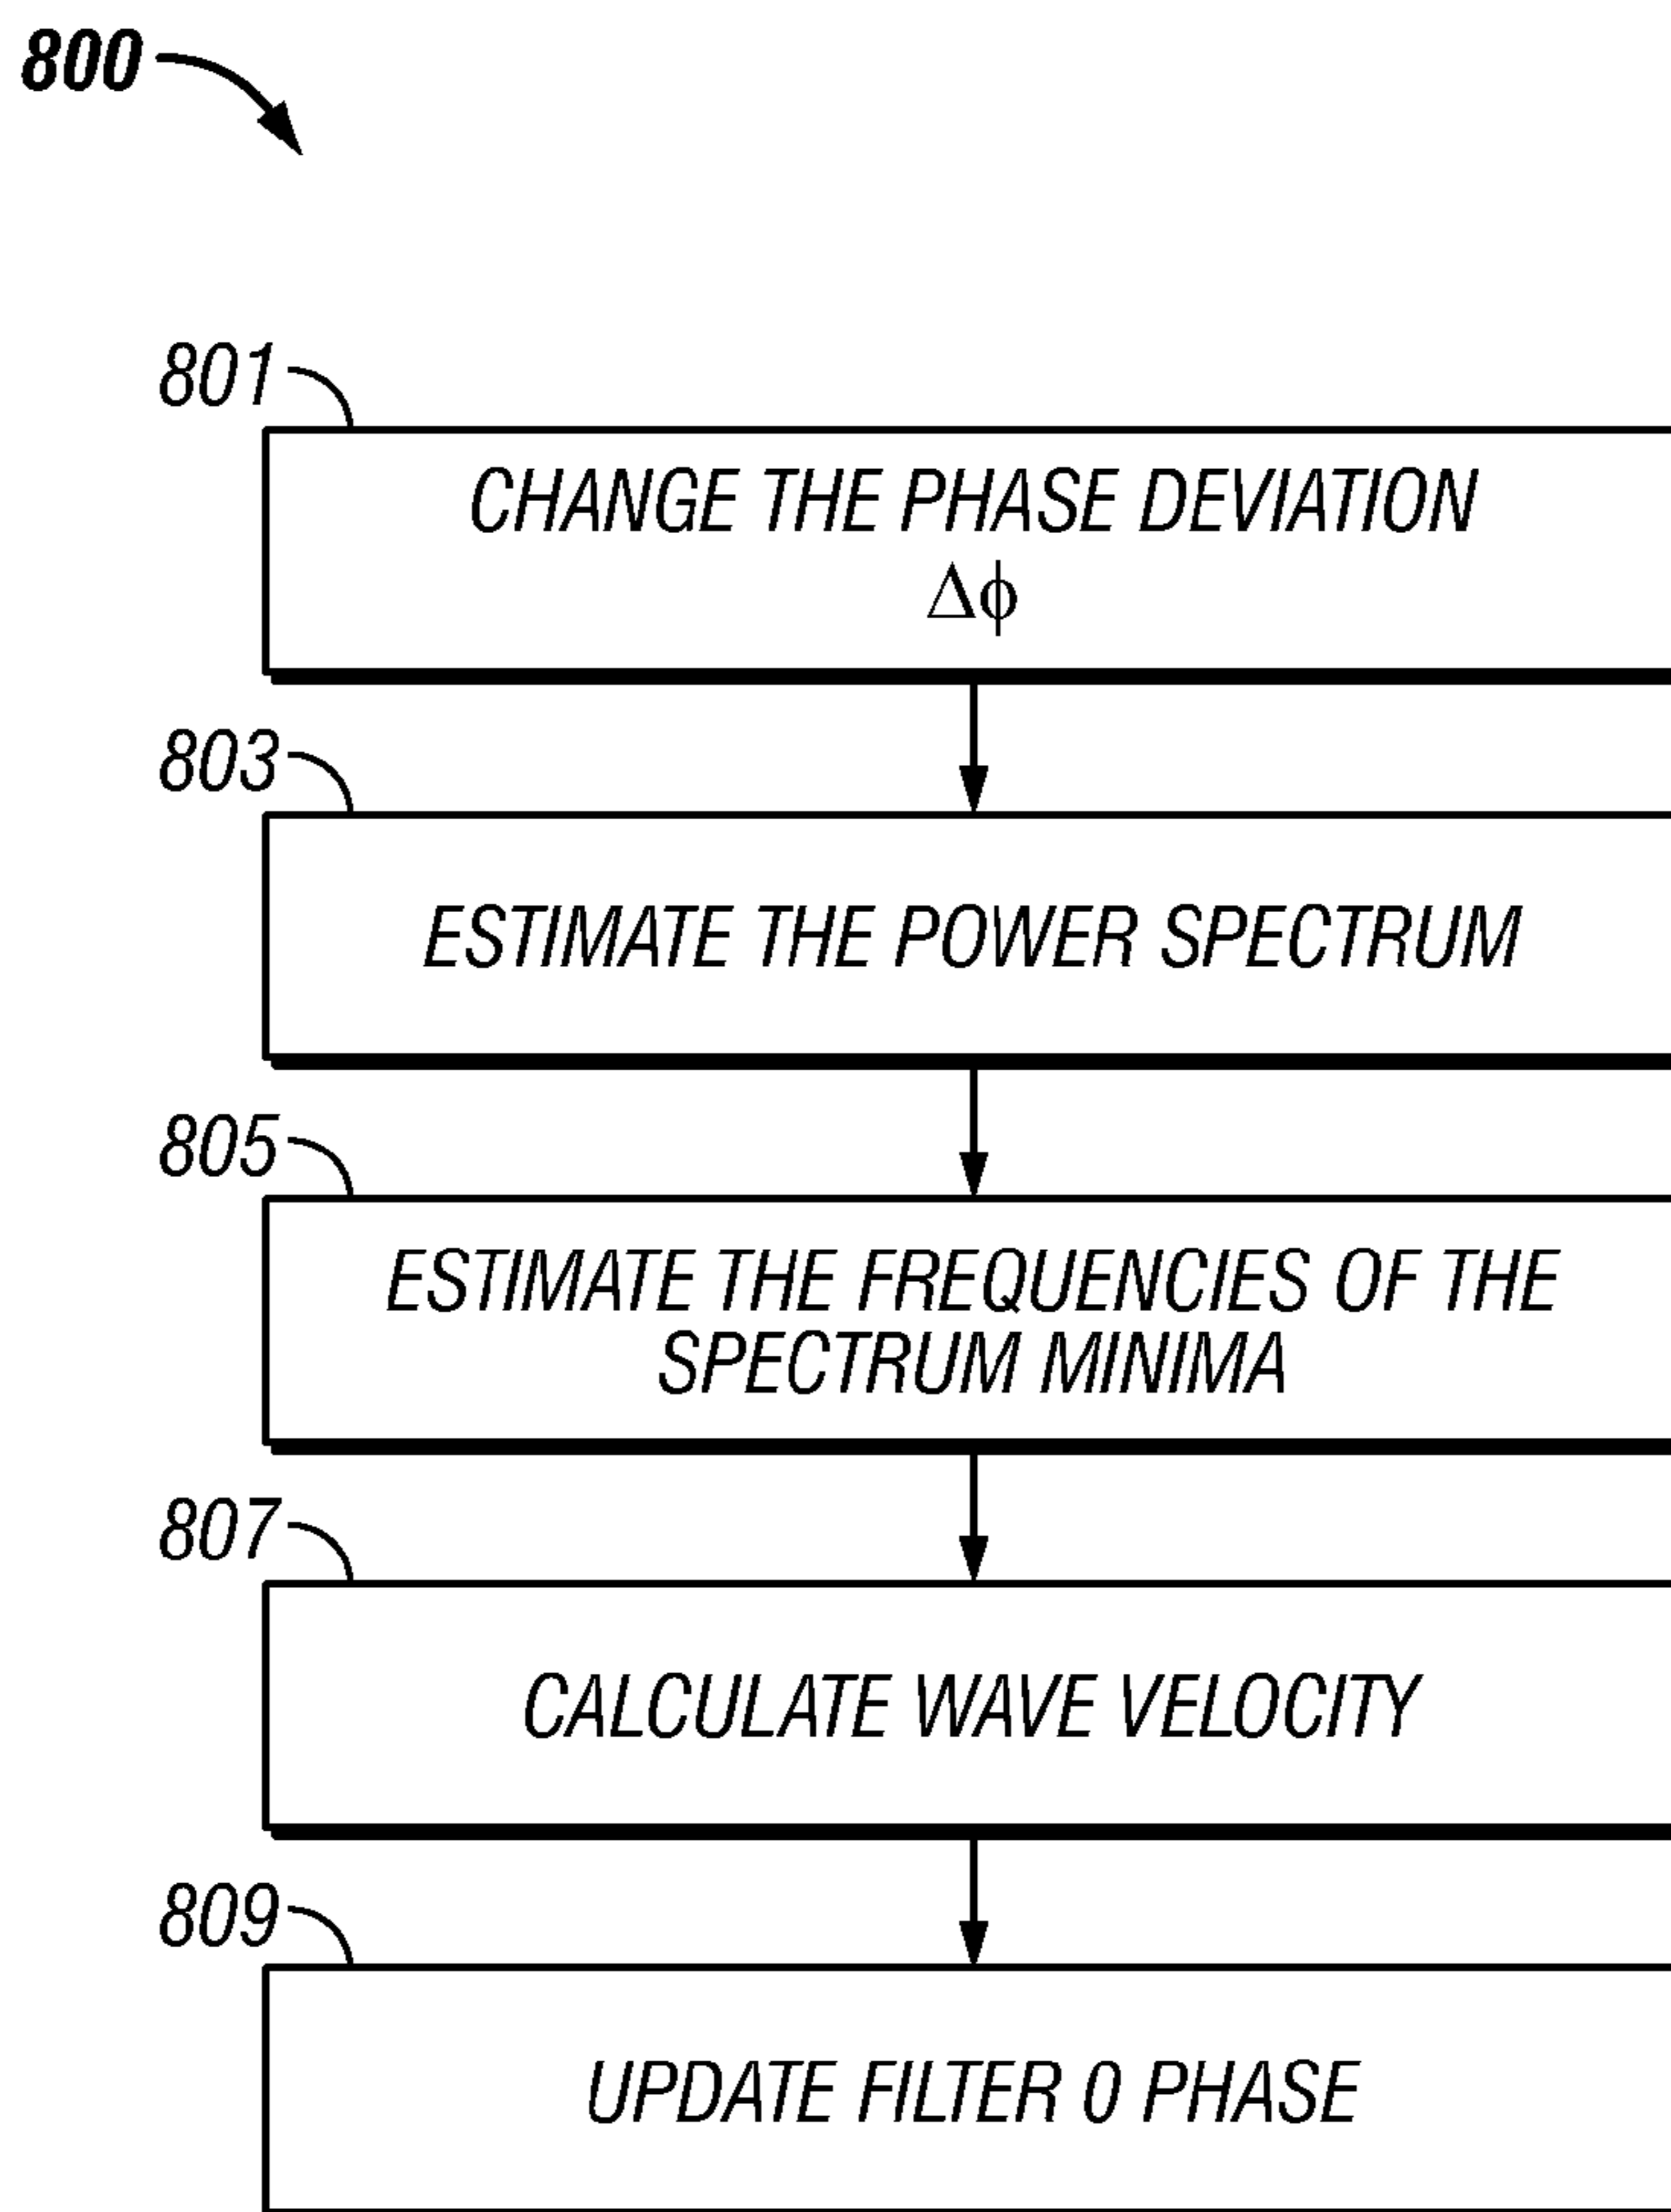 800
801
CHANGE THE PHASE DEVIATION
Δϕ
803
ESTIMATE THE POWER SPECTRUM
805
ESTIMATE THE FREQUENCIES OF THE
SPECTRUM MINIMA
807
CALCULATE WAVE VELOCITY
809
UPDATE FILTER 0 PHASE